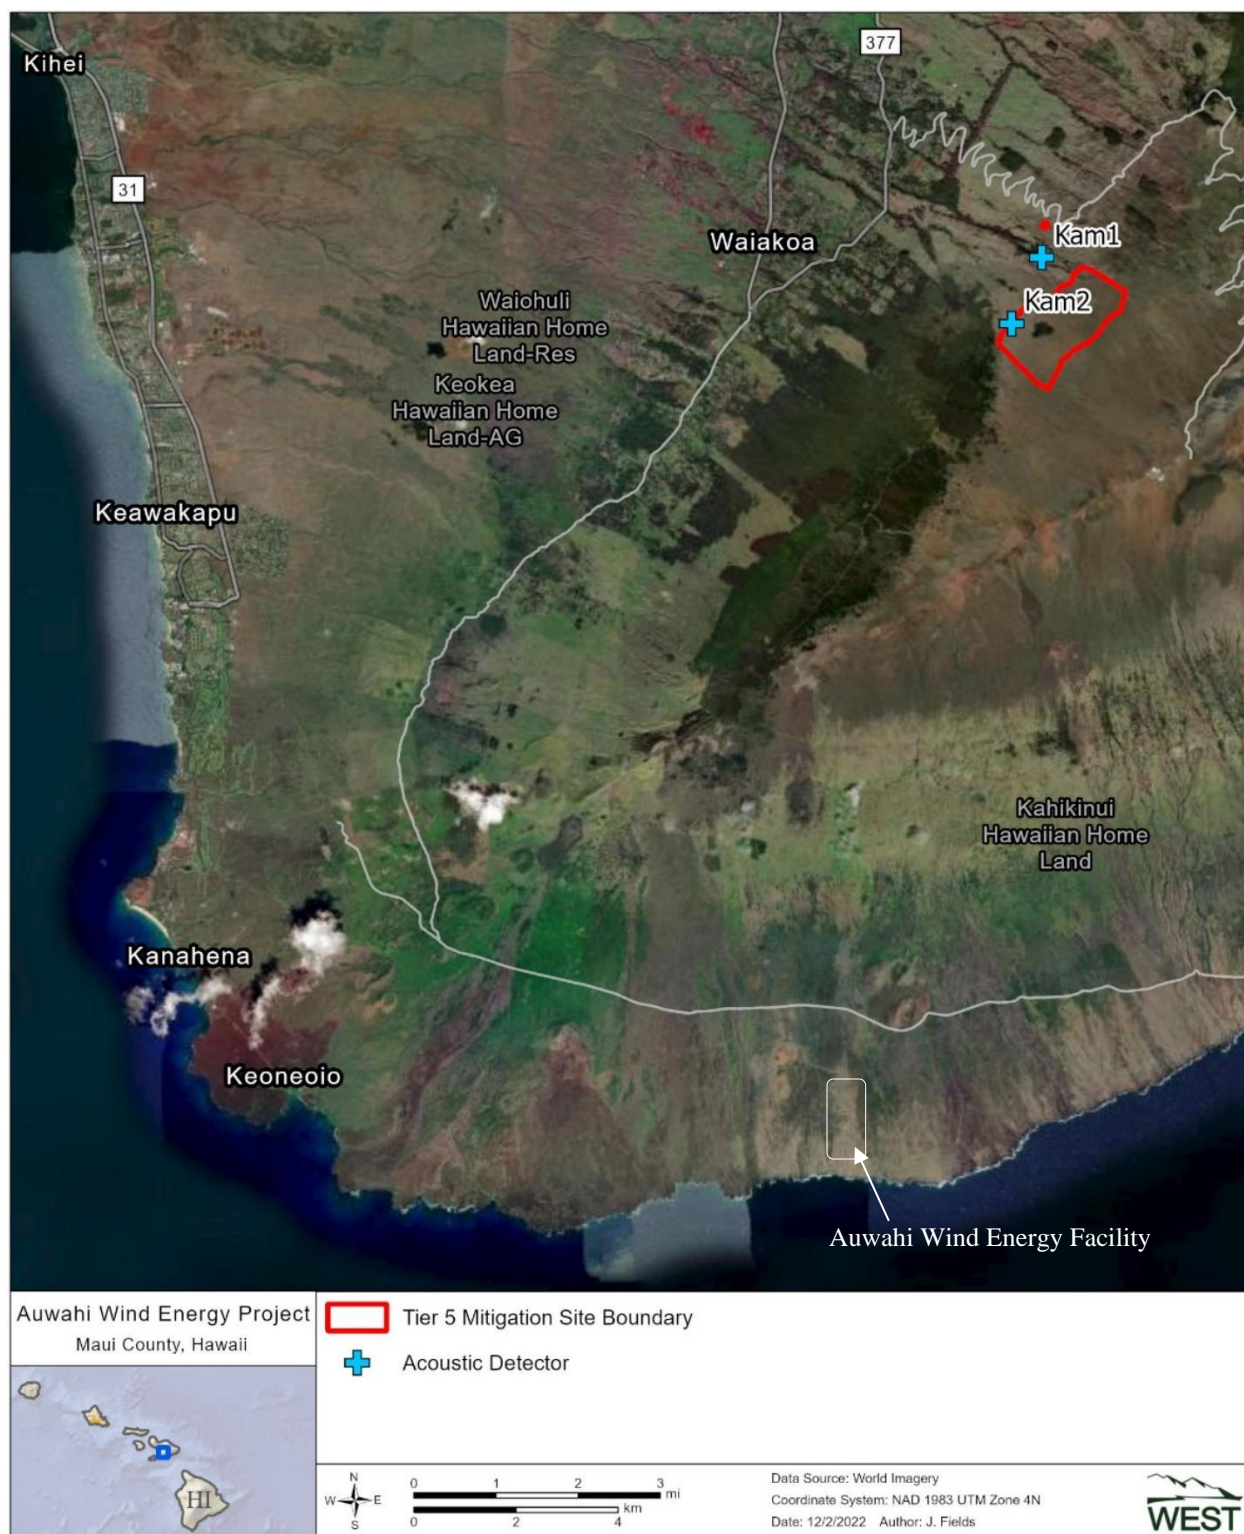 377
Kihei
31
Kam1
Waiakoa
Kam2
Waiohuli
Hawaiian Home
Land-Res
Keokea
Hawaiian Home
Land-AG
Keawakapu
Kahikinui
Hawaiian Home
Land
Kanahena
Keoneoio
Auwahi Wind Energy Facility
Auwahi Wind Energy Project
Maui County, Hawaii
HI
Tier 5 Mitigation Site Boundary
Acoustic Detector
N
W E
S
0 1 2 3
mi
km
0 2 4
Data Source: World Imagery
Coordinate System: NAD 1983 UTM Zone 4N
Date: 12/2/2022 Author: J. Fields
WEST